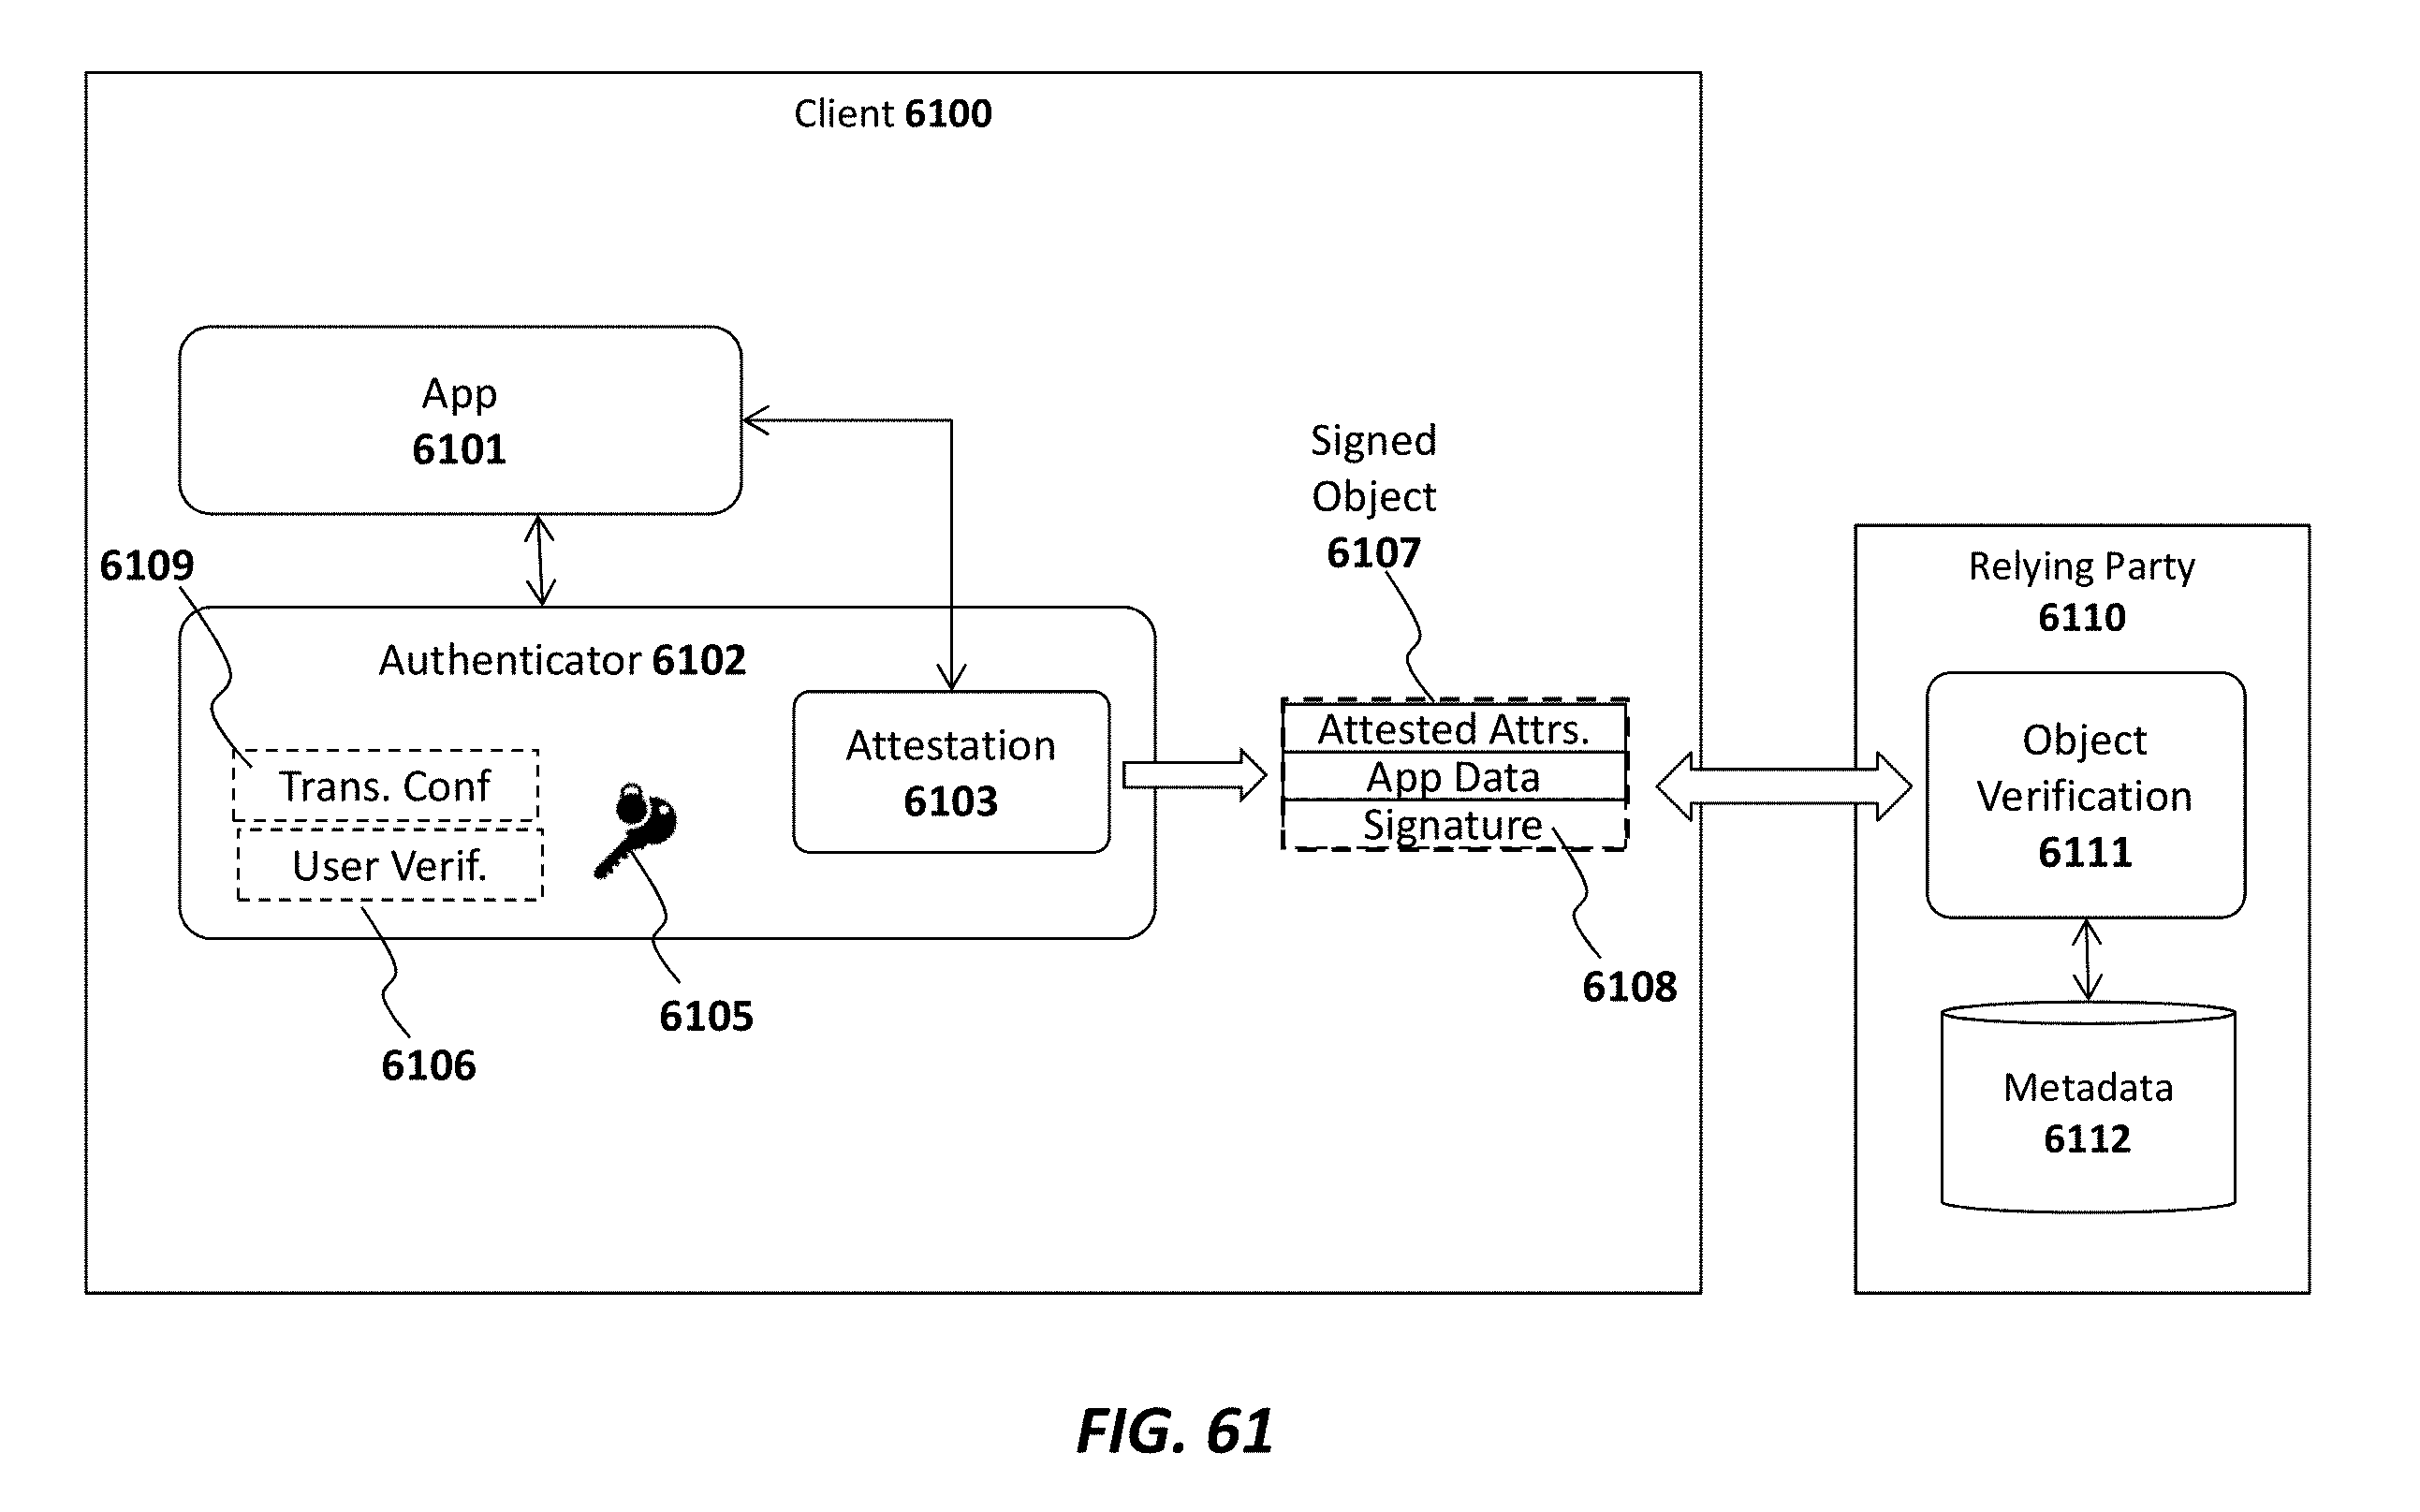 Client 6100
App
6101
Signed
Object
6107
6109
Relying Party
6110
Authenticator 6102
Attestation
6103
Attested Attrs.
App Data
Signature
Object
Verification
6111
Trans. Conf
User Verif.
6108
6105
6106
Metadata
6112
FIG. 61